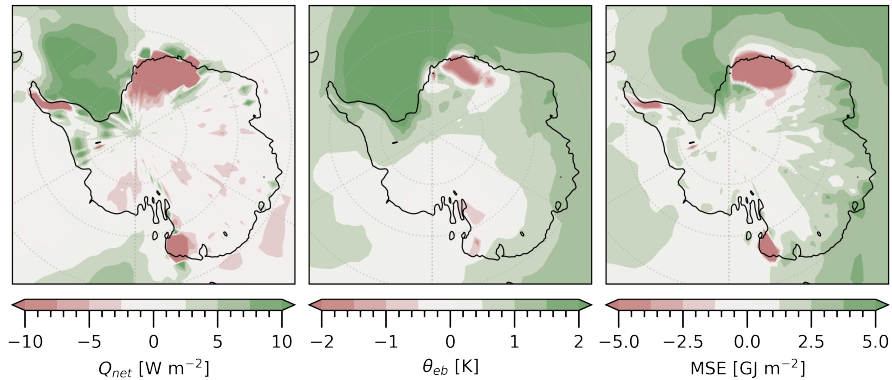 −10 −5 0 5 10
Q_net [W m⁻²]
−2 −1 0 1 2
θ_eb [K]
−5.0 −2.5 0.0 2.5 5.0
MSE [GJ m⁻²]